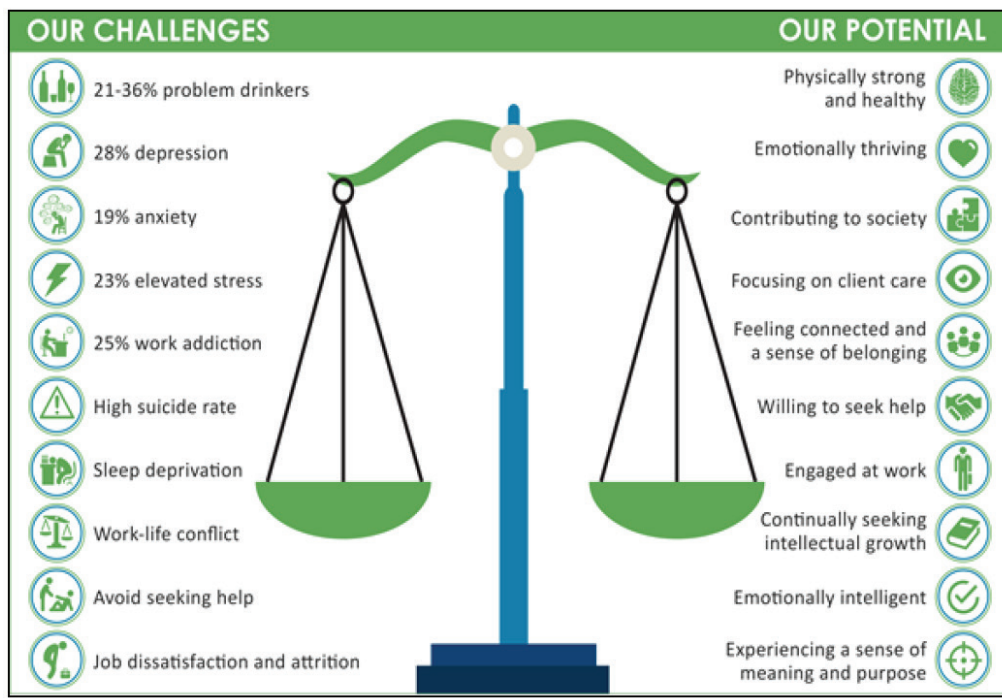 OUR CHALLENGES
21-36% problem drinkers
28% depression
19% anxiety
23% elevated stress
25% work addiction
High suicide rate
Sleep deprivation
Work-life conflict
Avoid seeking help
Job dissatisfaction and attrition
OUR POTENTIAL
Physically strong
and healthy
Emotionally thriving
Contributing to society
Focusing on client care
Feeling connected and
a sense of belonging
Willing to seek help
Engaged at work
Continually seeking
intellectual growth
Emotionally intelligent
Experiencing a sense of
meaning and purpose